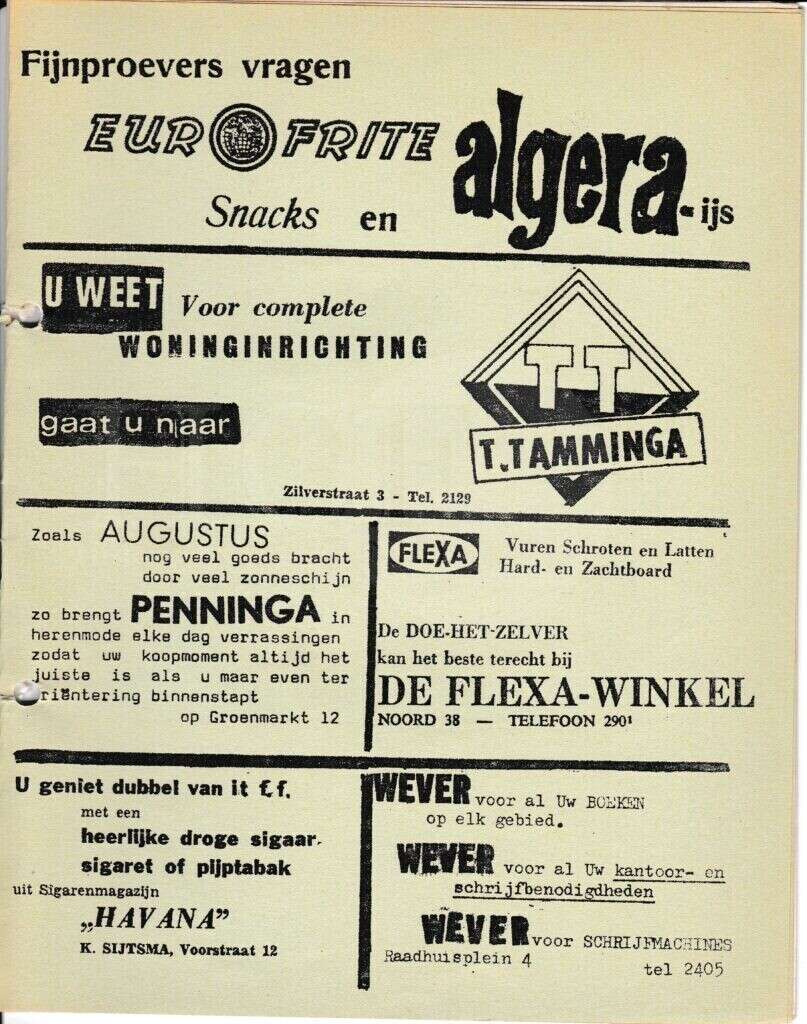 Fijnproevers vragen
EUROFRITE algera-ijs
Snacks en
U WEET Voor complete
WONINGINRICHTING
gaat u naar
TT
T. TAMMINGA
Zilverstraat 3 - Tel. 2129
Zoals AUGUSTUS
nog veel goeds bracht
door veel zonneschijn
zo brengt PENNINGA in
herenmode elke dag verrassingen
zodat uw koopmoment altijd het
juiste is als u maar even ter
oriëntering binnenstapt
op Groenmarkt 12
FLEXA Vuren Schroten en Latten
Hard- en Zachtboard
De DOE-HET-ZELVER
kan het beste terecht bij
DE FLEXA-WINKEL
NOORD 38 — TELEFOON 2901
U geniet dubbel van it f.f.
met een
heerlijke droge sigaar,
sigaret of pijptabak
uit Sigarenmagazijn
„HAVANA”
K. SIJTSMA, Voorstraat 12
WEVER voor al Uw BOEKEN
op elk gebied.
WEVER voor al Uw kantoor- en
schrijfbenodigdheden
WEVER voor SCHRIJFMACHINES
Raadhuisplein 4
tel 2405